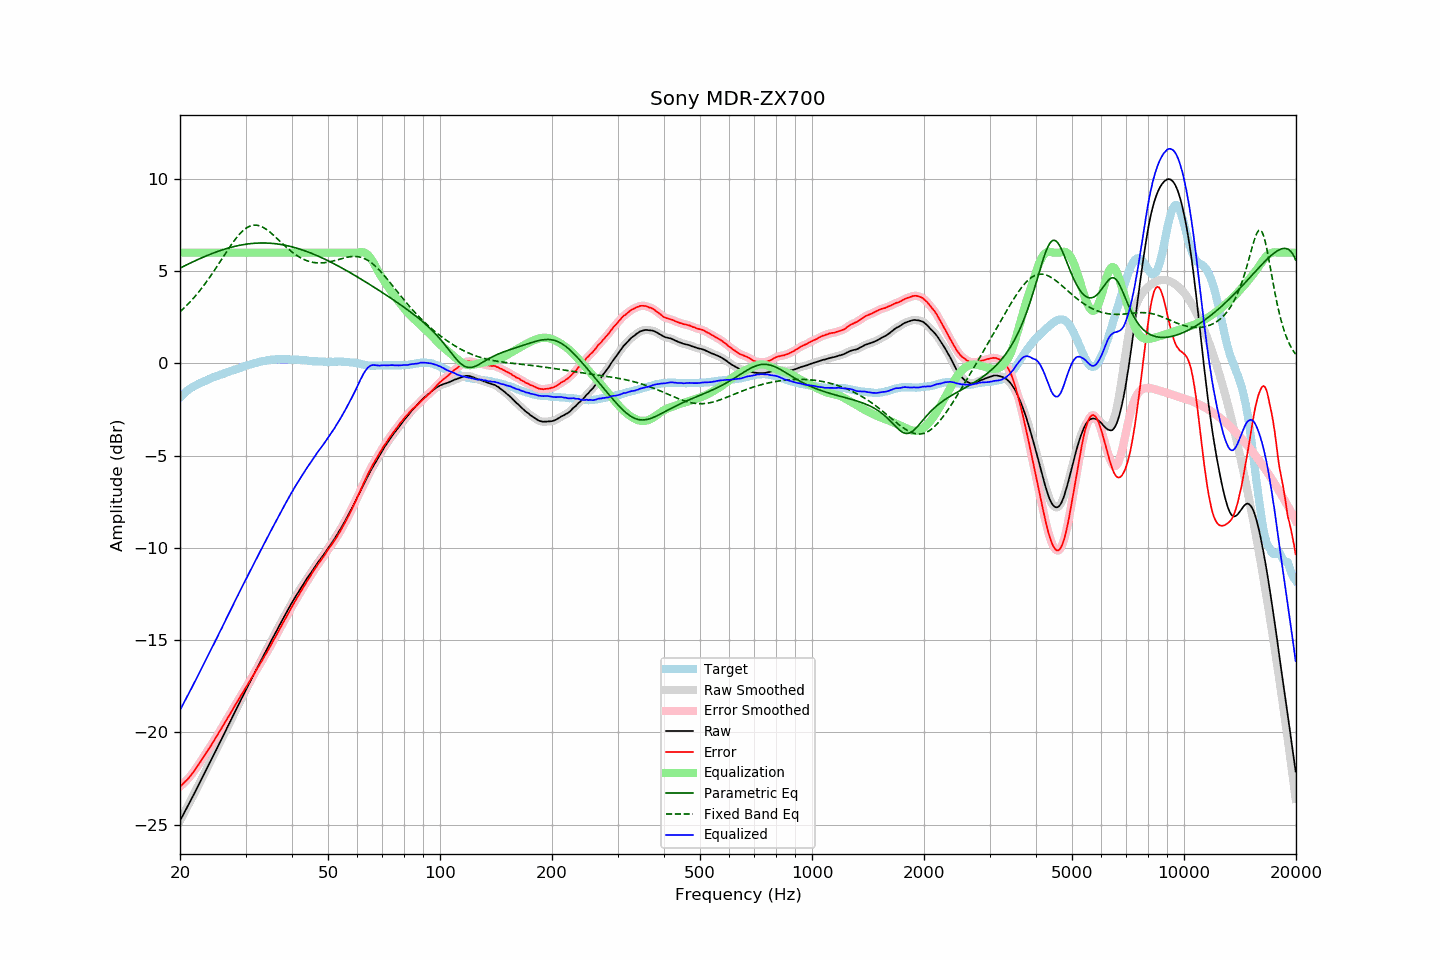 Sony MDR-ZX700
Amplitude (dBr)
10
5
0
−5
−10
−15
−20
−25
Target
Raw Smoothed
Error Smoothed
Raw
Error
Equalization
Parametric Eq
Fixed Band Eq
Equalized
20 50 100 200 500 1000 2000 5000 10000 20000
Frequency (Hz)